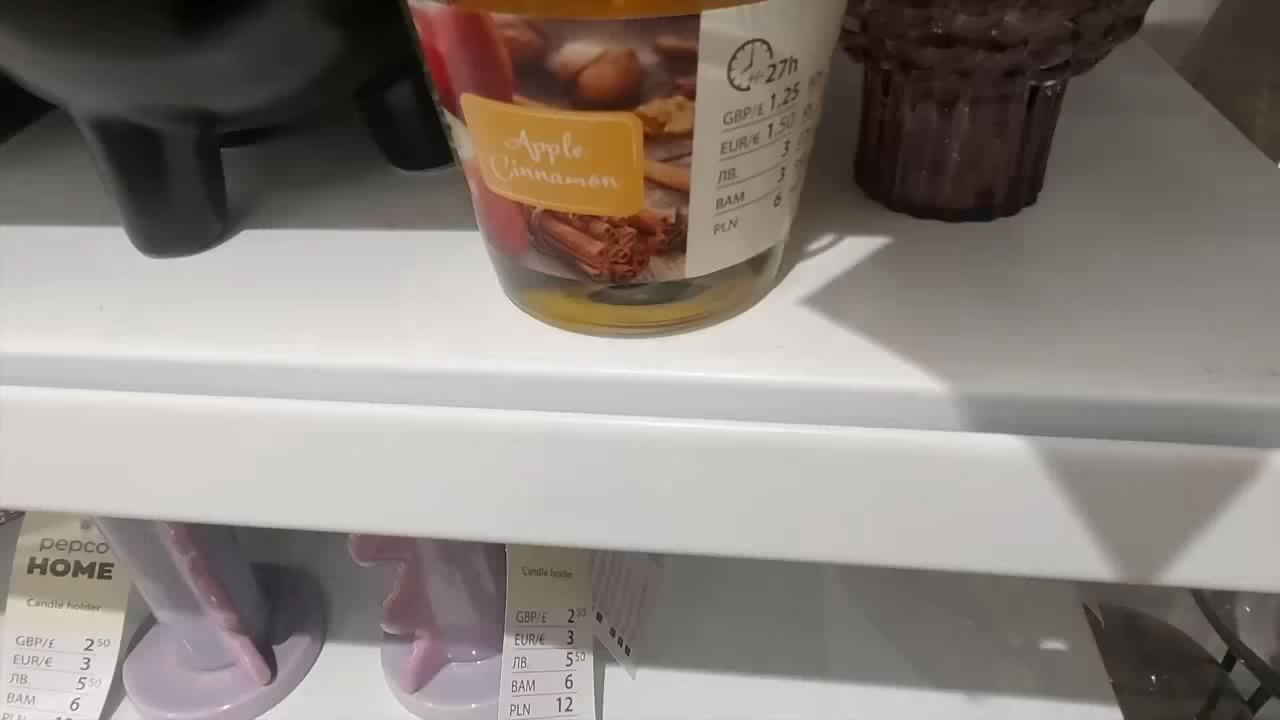 27h
GBP/£ 1,25
EUR/€ 1,50
ЛВ. 3
BAM 3
PLN 6
Apple
Cinnamon
pepco
HOME
Candle holder
GBP/£ 2 50
EUR/€ 3
ЛВ. 5 50
BAM 6
PLN
Candle holder
GBP/£ 2 50
EUR/€ 3
ЛВ. 5 50
BAM 6
PLN 12